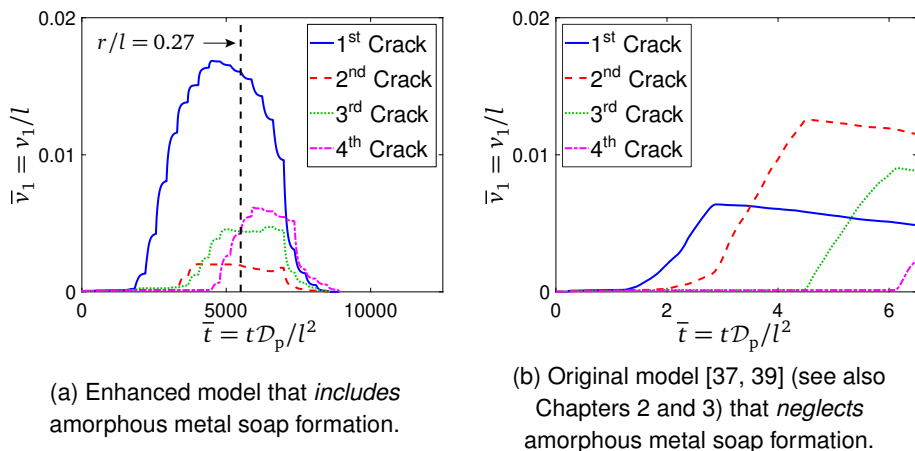 r/l = 0.27
1st Crack
2nd Crack
3rd Crack
4th Crack
0.02
0.01
0
v̅₁ = v₁/l
0
5000
10000
t̅ = t𝒟ₚ/l²
(a) Enhanced model that includes
amorphous metal soap formation.
1st Crack
2nd Crack
3rd Crack
4th Crack
0.02
0.01
0
v̅₁ = v₁/l
0
2
4
6
t̅ = t𝒟ₚ/l²
(b) Original model [37, 39] (see also
Chapters 2 and 3) that neglects
amorphous metal soap formation.